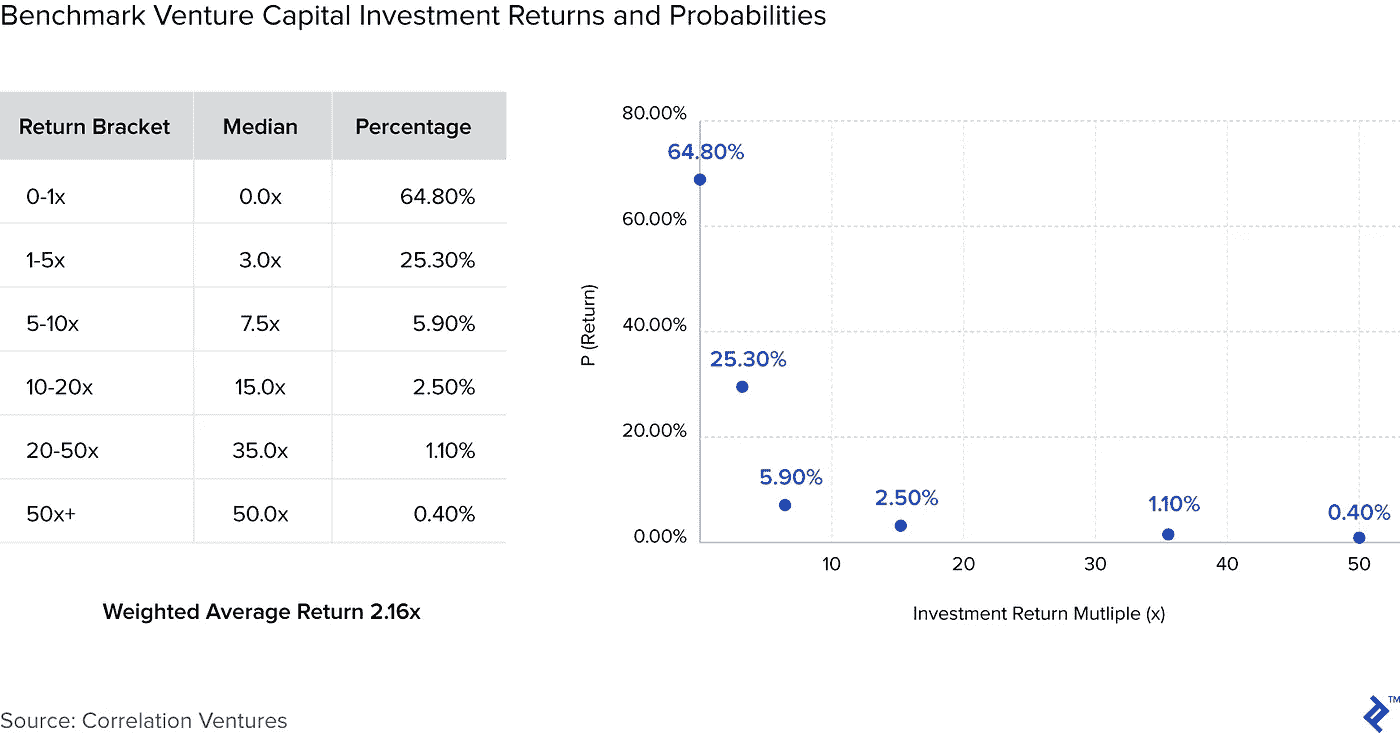 Benchmark Venture Capital Investment Returns and Probabilities
Return Bracket Median Percentage
0-1x 0.0x 64.80%
1-5x 3.0x 25.30%
5-10x 7.5x 5.90%
10-20x 15.0x 2.50%
20-50x 35.0x 1.10%
50x+ 50.0x 0.40%
Weighted Average Return 2.16x
P (Return)
80.00%
60.00%
40.00%
20.00%
0.00%
64.80%
25.30%
5.90%
2.50%
1.10%
0.40%
10 20 30 40 50
Investment Return Mutliple (x)
Source: Correlation Ventures
TM